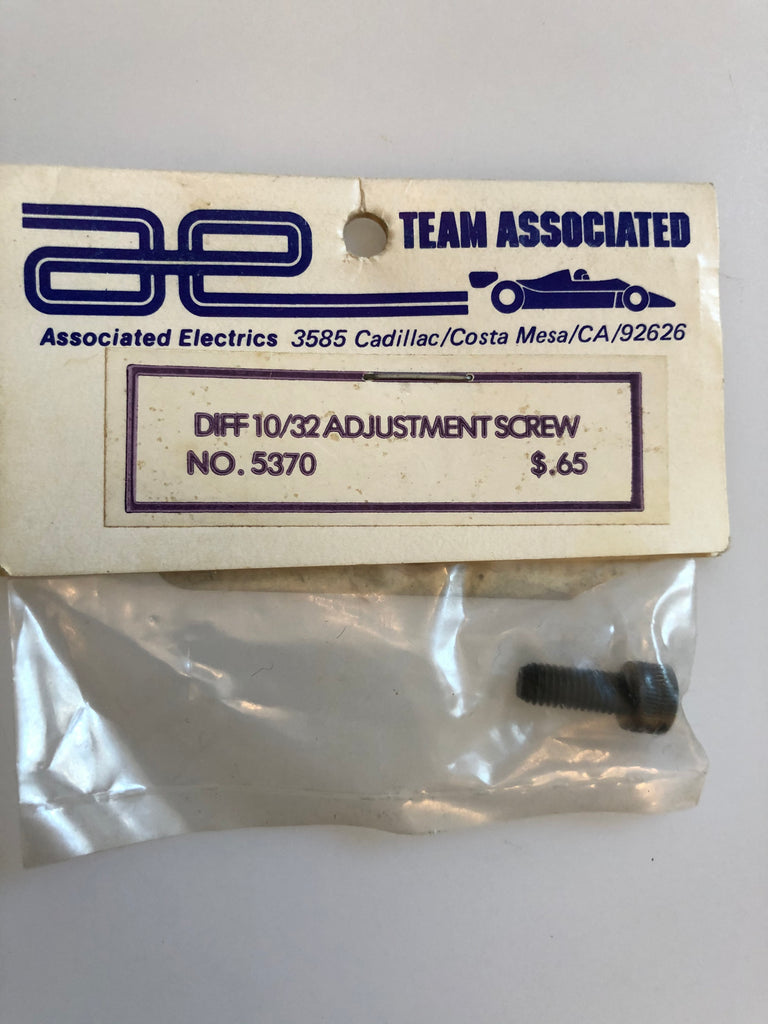 ae
TEAM ASSOCIATED
Associated Electrics 3585 Cadillac/Costa Mesa/CA/92626
DIFF 10/32 ADJUSTMENT SCREW
NO. 5370 $.65